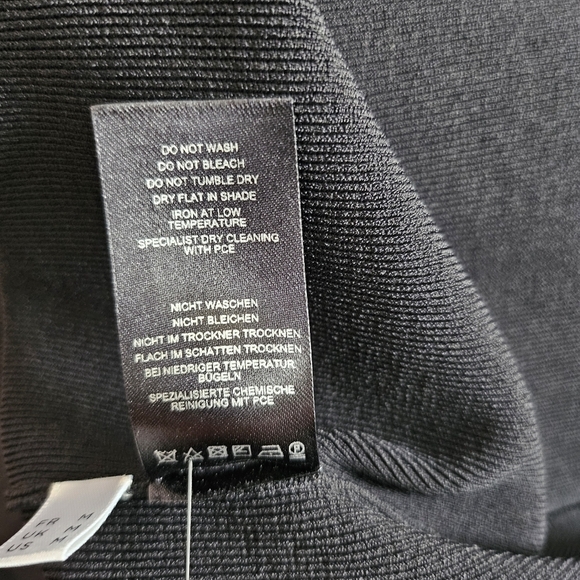 DO NOT WASH
DO NOT BLEACH
DO NOT TUMBLE DRY
DRY FLAT IN SHADE
IRON AT LOW
TEMPERATURE
SPECIALIST DRY CLEANING
WITH PCE
NICHT WASCHEN
NICHT BLEICHEN
NICHT IM TROCKNER TROCKNEN
FLACH IM SCHATTEN TROCKNEN
BEI NIEDRIGER TEMPERATUR
BÜGELN
SPEZIALISIERTE CHEMISCHE
REINIGUNG MIT PCE
P
FR M
UK M
US M